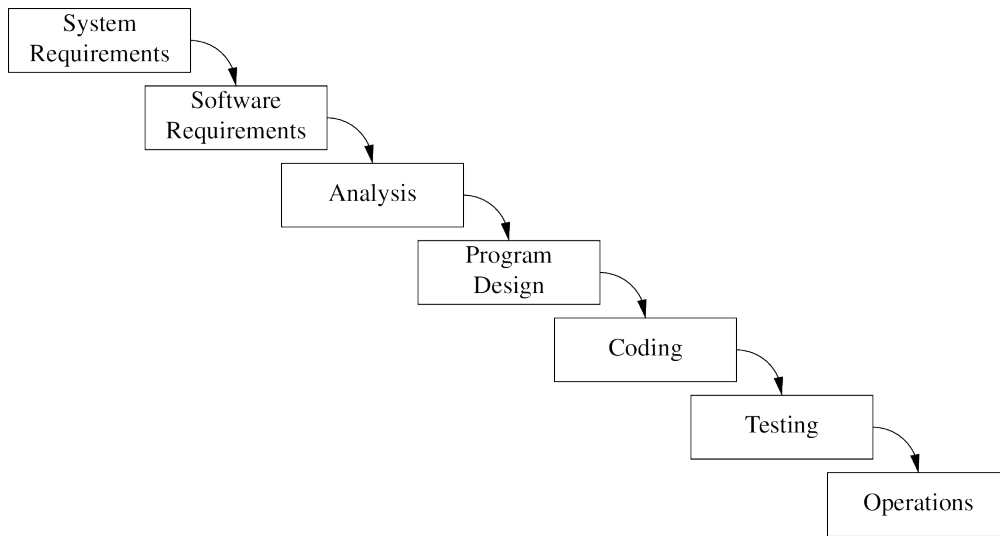 System
Requirements
Software
Requirements
Analysis
Program
Design
Coding
Testing
Operations